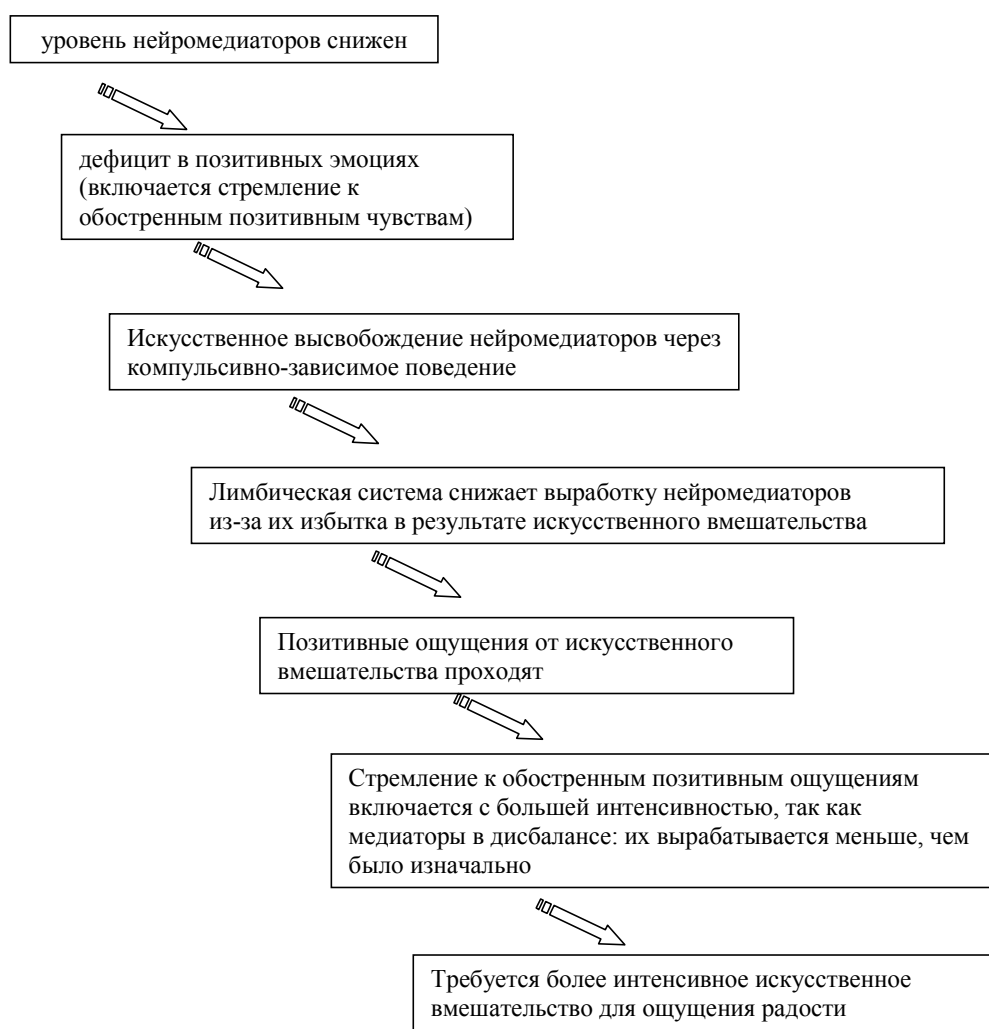 уровень нейромедиаторов снижен
дефицит в позитивных эмоциях
(включается стремление к
обостренным позитивным чувствам)
Искусственное высвобождение нейромедиаторов через
компульсивно-зависимое поведение
Лимбическая система снижает выработку нейромедиаторов
из-за их избытка в результате искусственного вмешательства
Позитивные ощущения от искусственного
вмешательства проходят
Стремление к обостренным позитивным ощущениям
включается с большей интенсивностью, так как
медиаторы в дисбалансе: их вырабатывается меньше, чем
было изначально
Требуется более интенсивное искусственное
вмешательство для ощущения радости